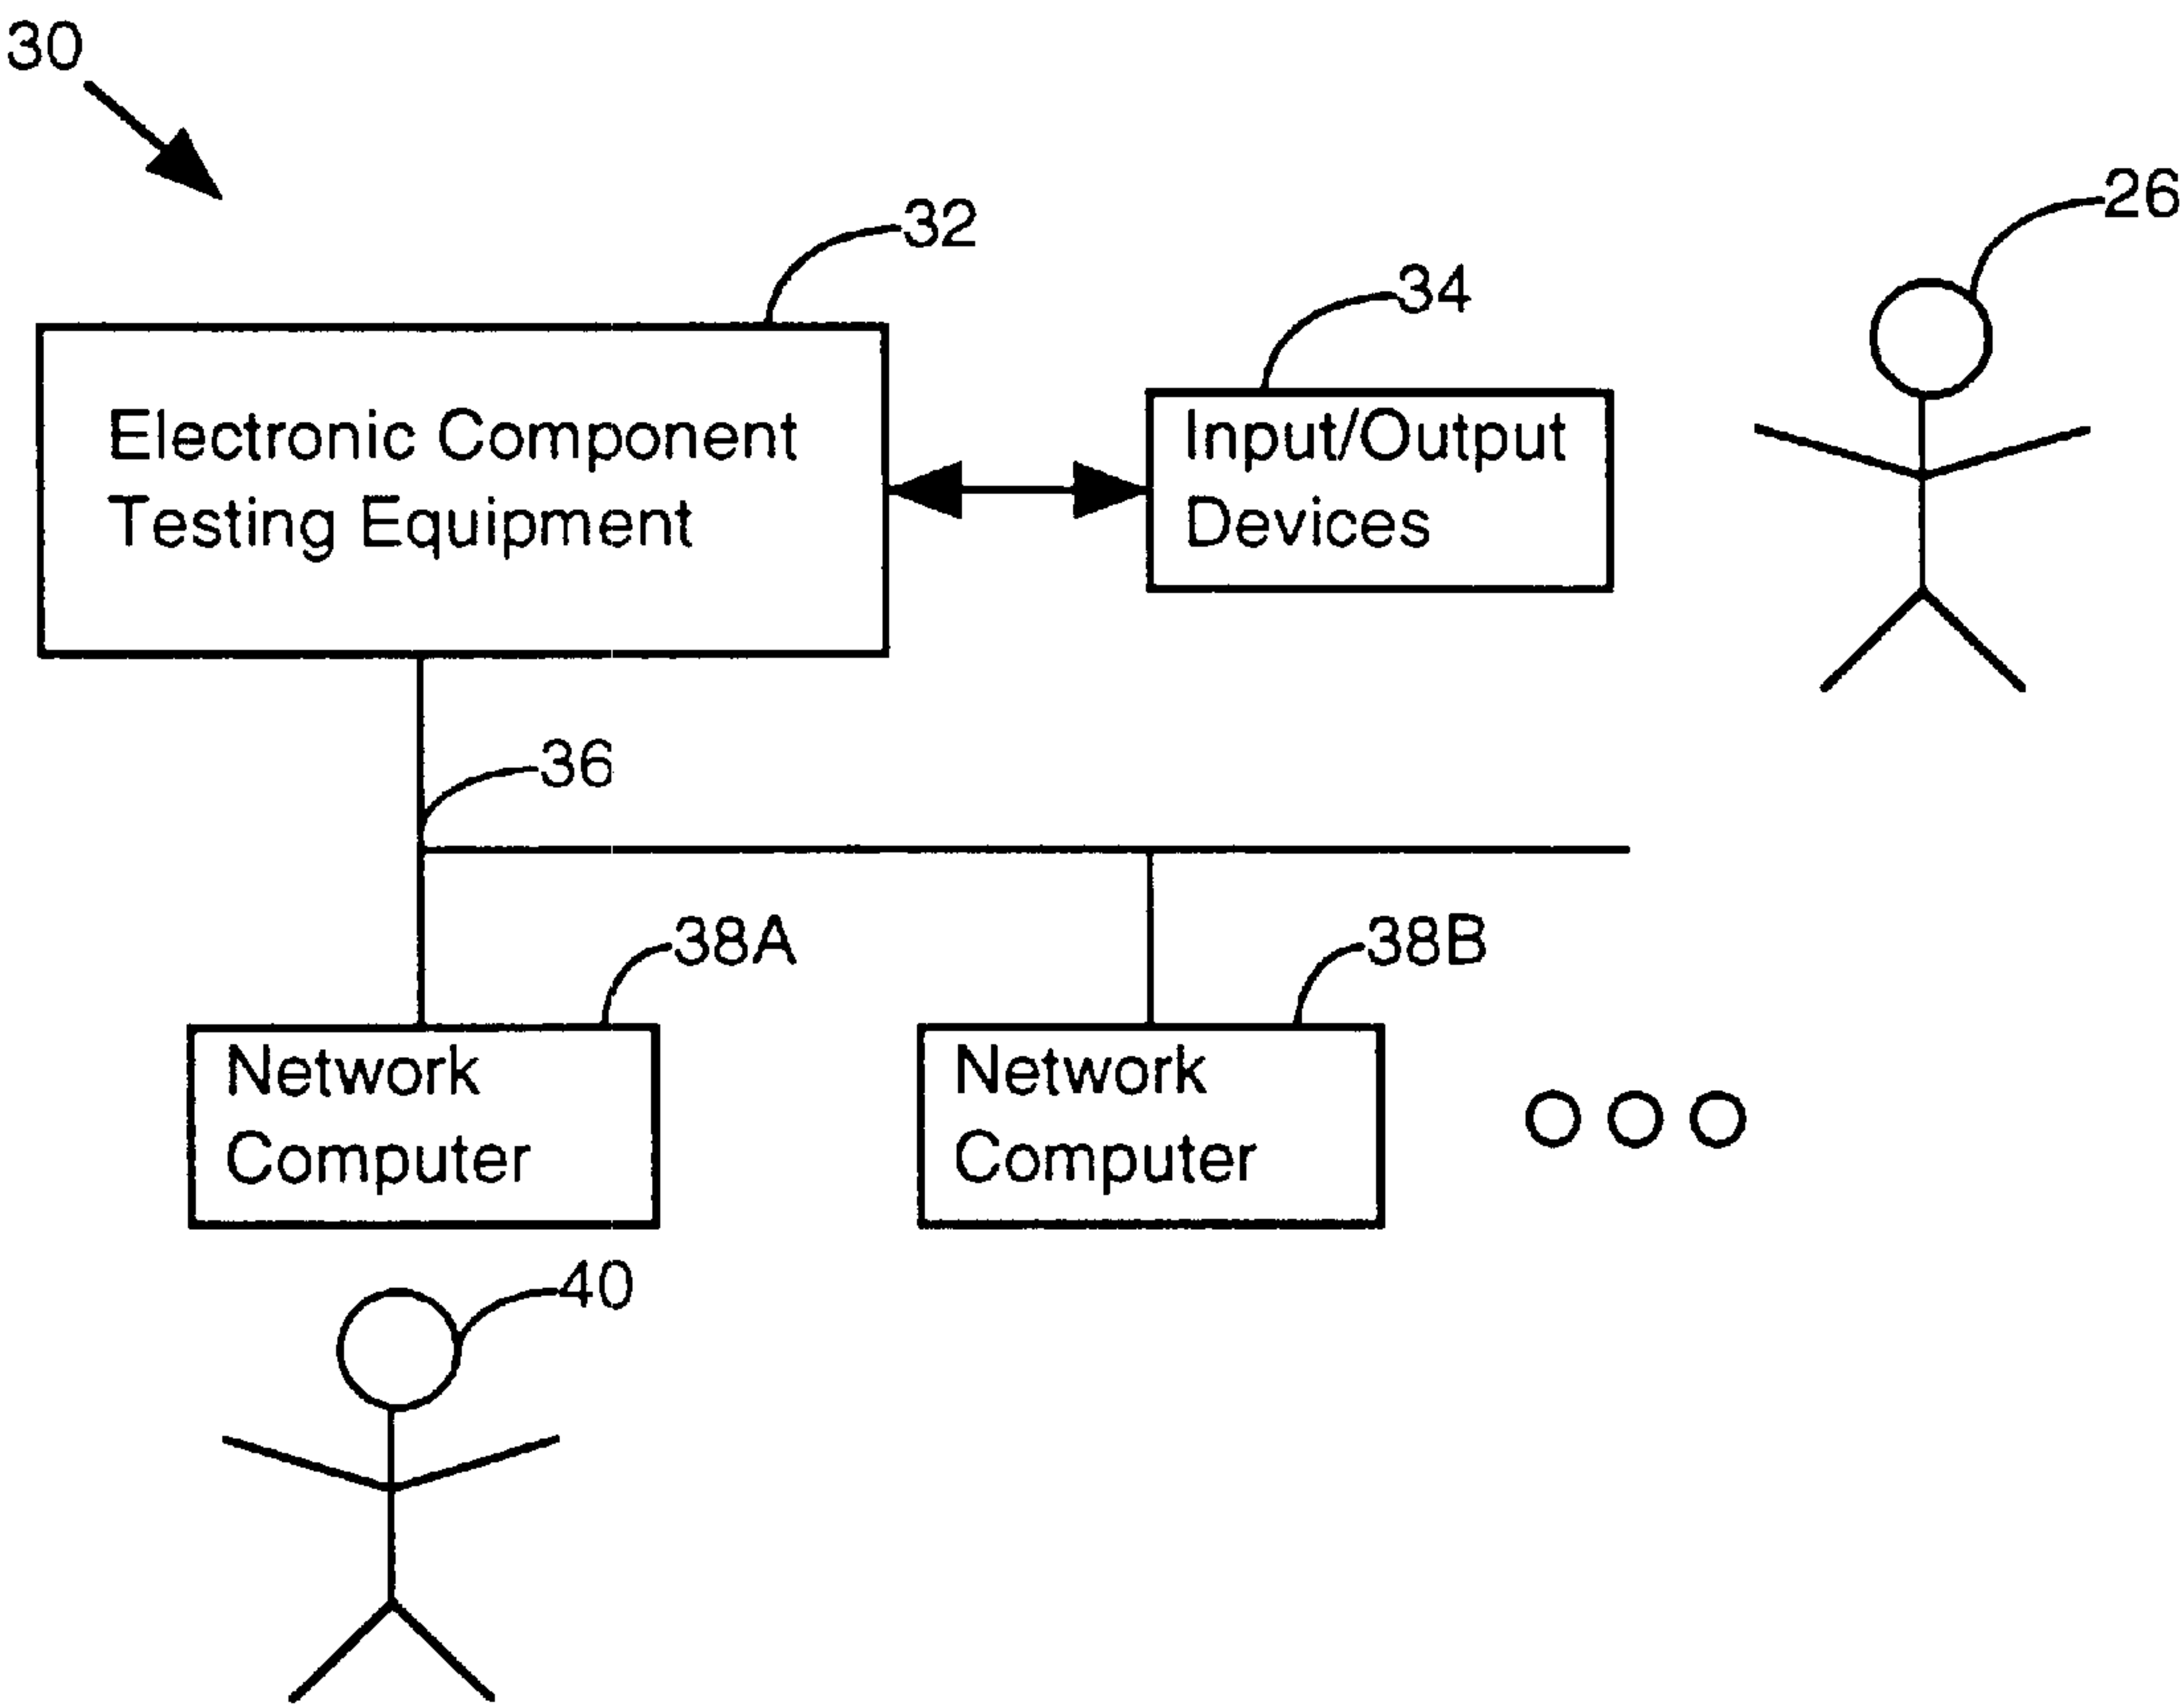 30
26
32
34
Electronic Component
Testing Equipment
Input/Output
Devices
36
38A
38B
Network
Computer
Network
Computer
40